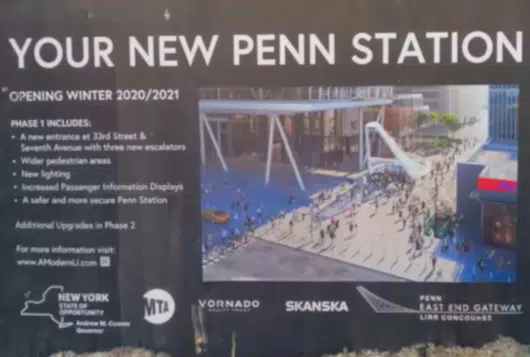 YOUR NEW PENN STATION
OPENING WINTER 2020/2021
PHASE 1 INCLUDES:
• A new entrance at 33rd Street &
Seventh Avenue with three new escalators
• Wider pedestrian areas
• New lighting
• Increased Passenger Information Displays
• A safer and more secure Penn Station
Additional Upgrades in Phase 2
For more information visit:
www.AModernLI.com
NEW YORK
STATE OF
OPPORTUNITY
Andrew M. Cuomo
Governor
MTA
VORNADO
REALTY TRUST
SKANSKA
PENN
EAST END GATEWAY
LIRR CONCOURSE